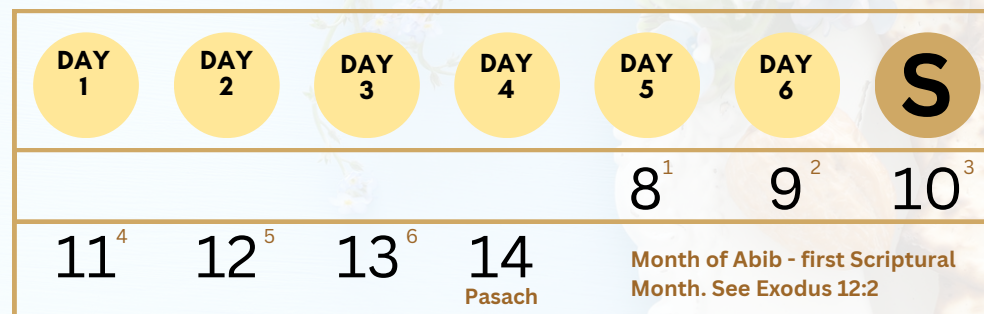 DAY 1 DAY 2 DAY 3 DAY 4 DAY 5 DAY 6 S
8 1 9 2 10 3
11 4 12 5 13 6 14
Pasach
Month of Abib - first Scriptural
Month. See Exodus 12:2